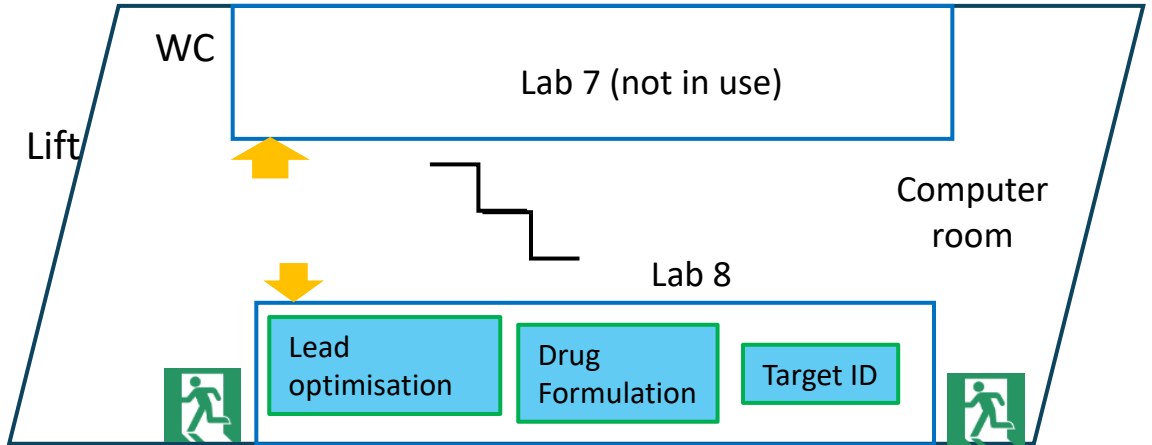 WC
Lab 7 (not in use)
Lift
Computer
room
Lab 8
Lead
optimisation
Drug
Formulation
Target ID